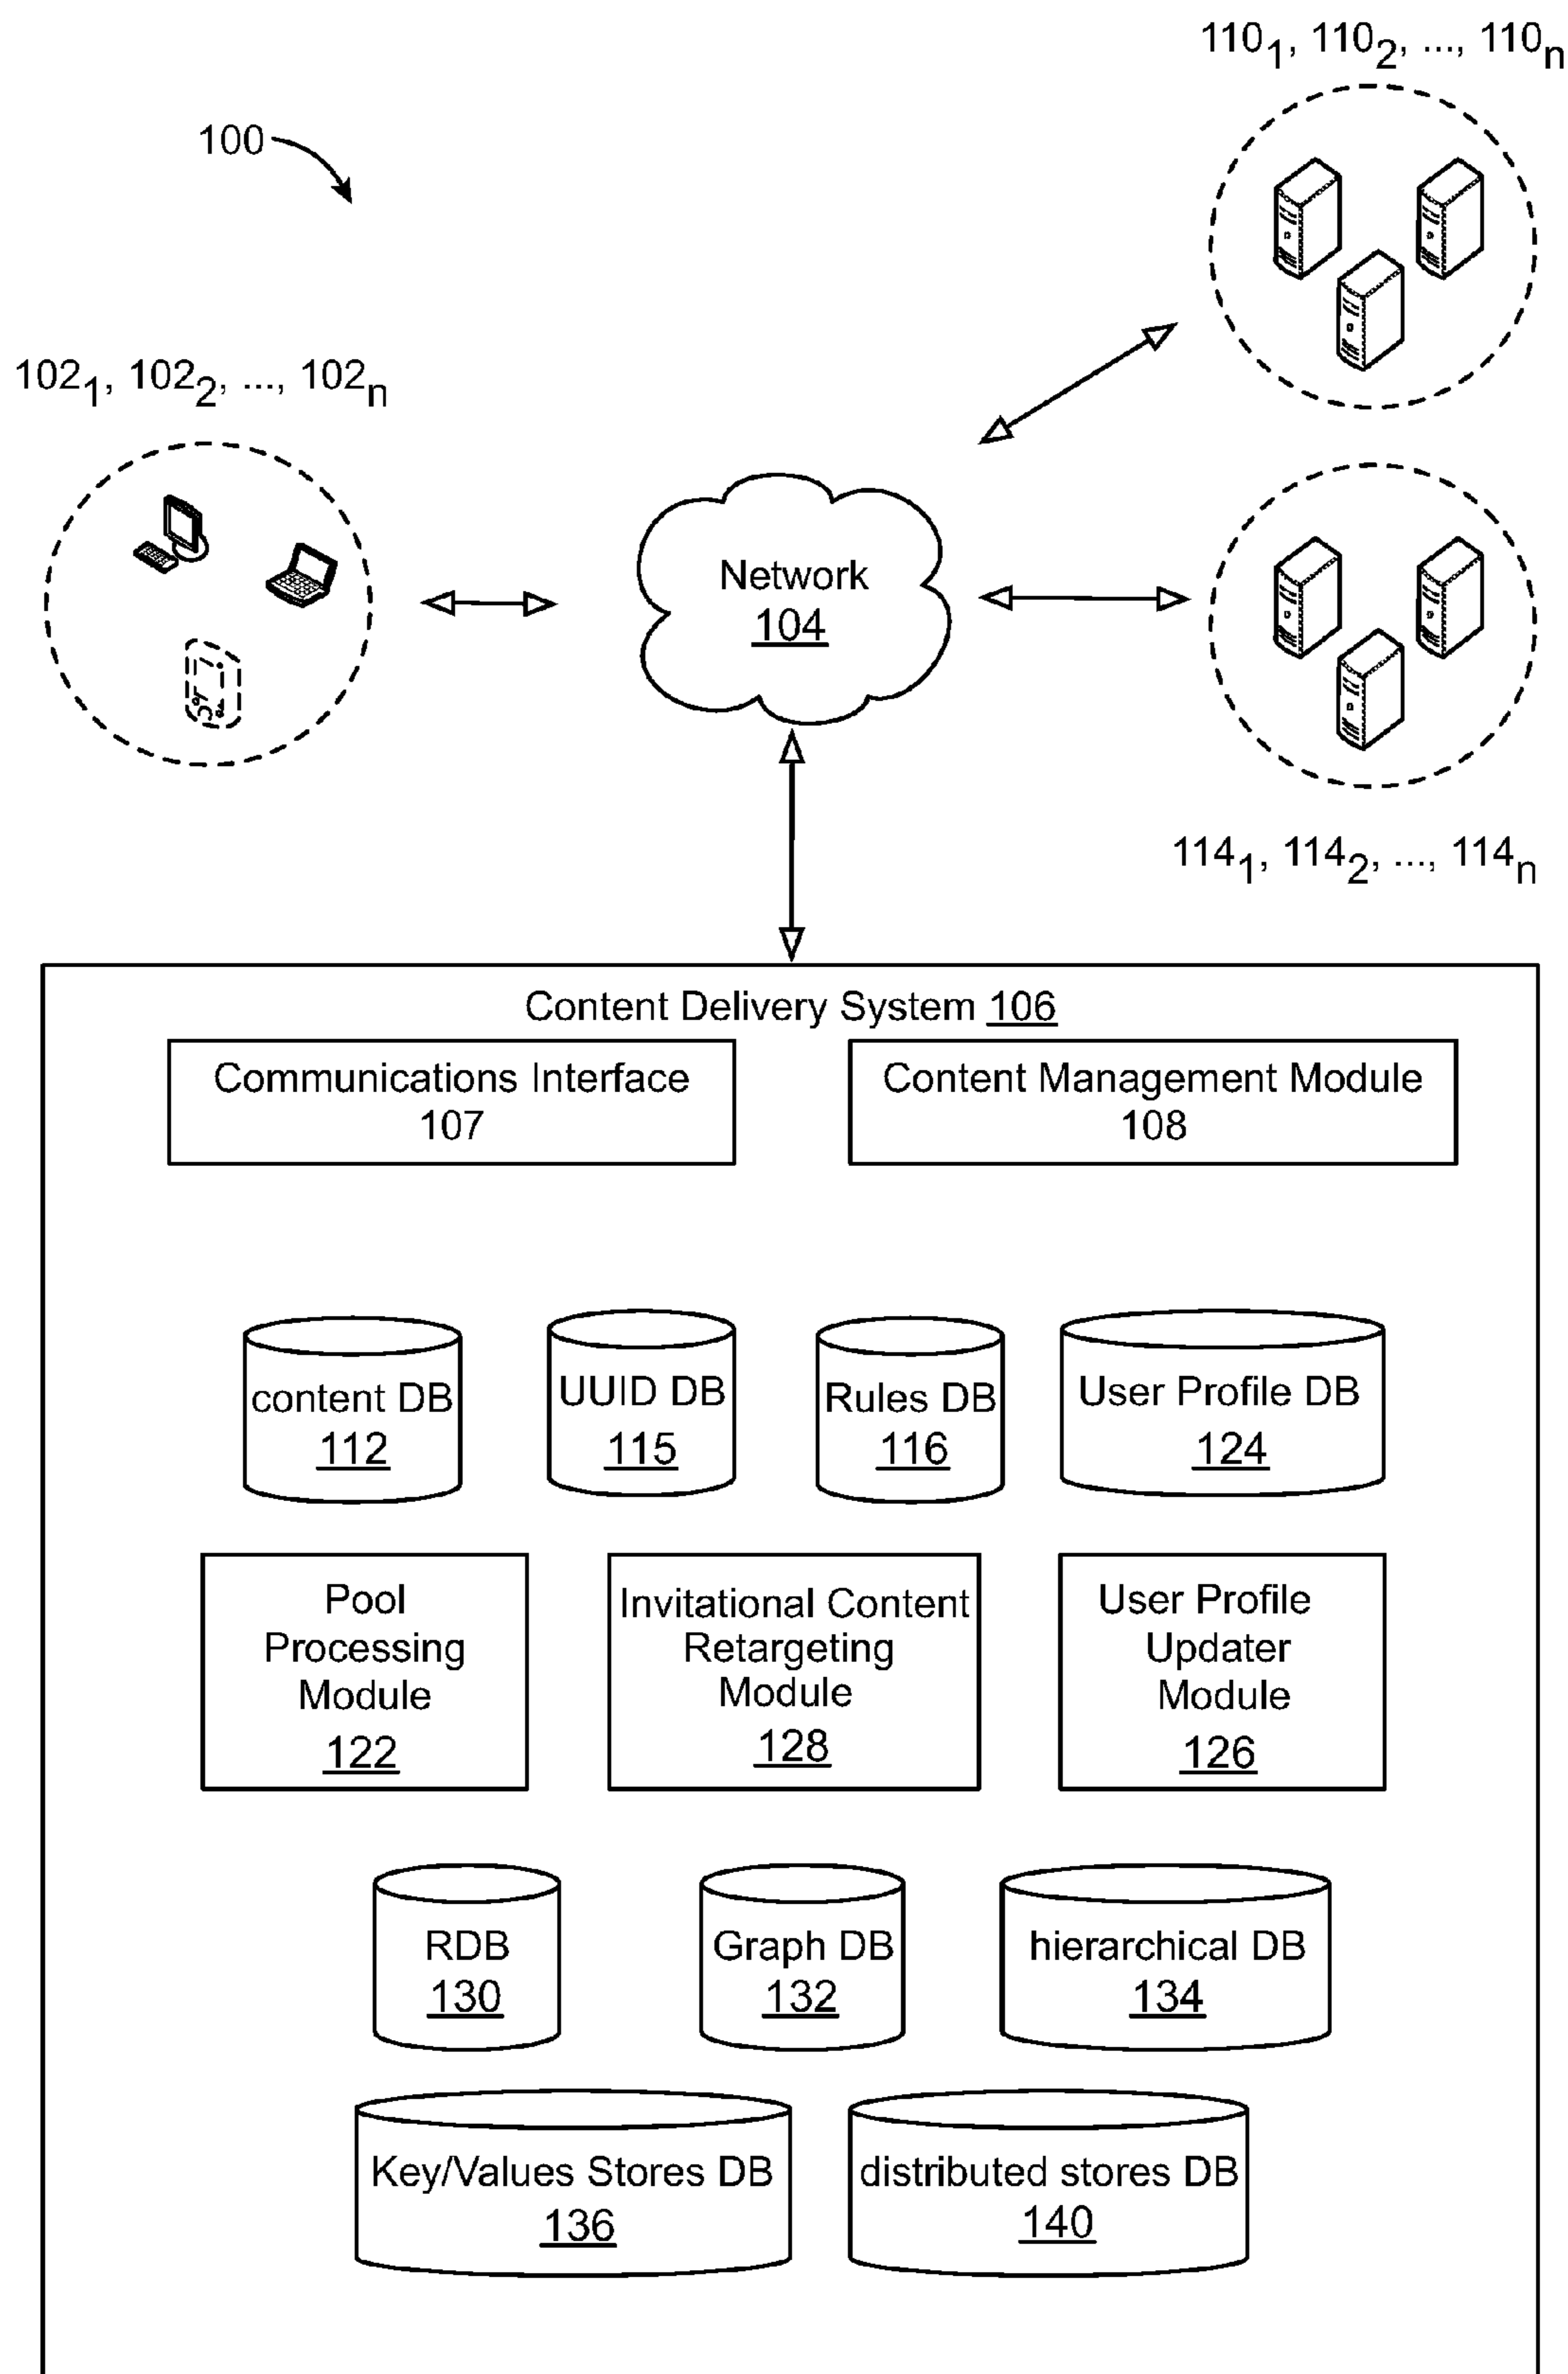 110₁, 110₂, ..., 110ₙ
100
102₁, 102₂, ..., 102ₙ
Network
104
114₁, 114₂, ..., 114ₙ
Content Delivery System 106
Communications Interface
107
Content Management Module
108
content DB
112
UUID DB
115
Rules DB
116
User Profile DB
124
Pool
Processing
Module
122
Invitational Content
Retargeting
Module
128
User Profile
Updater
Module
126
RDB
130
Graph DB
132
hierarchical DB
134
Key/Values Stores DB
136
distributed stores DB
140